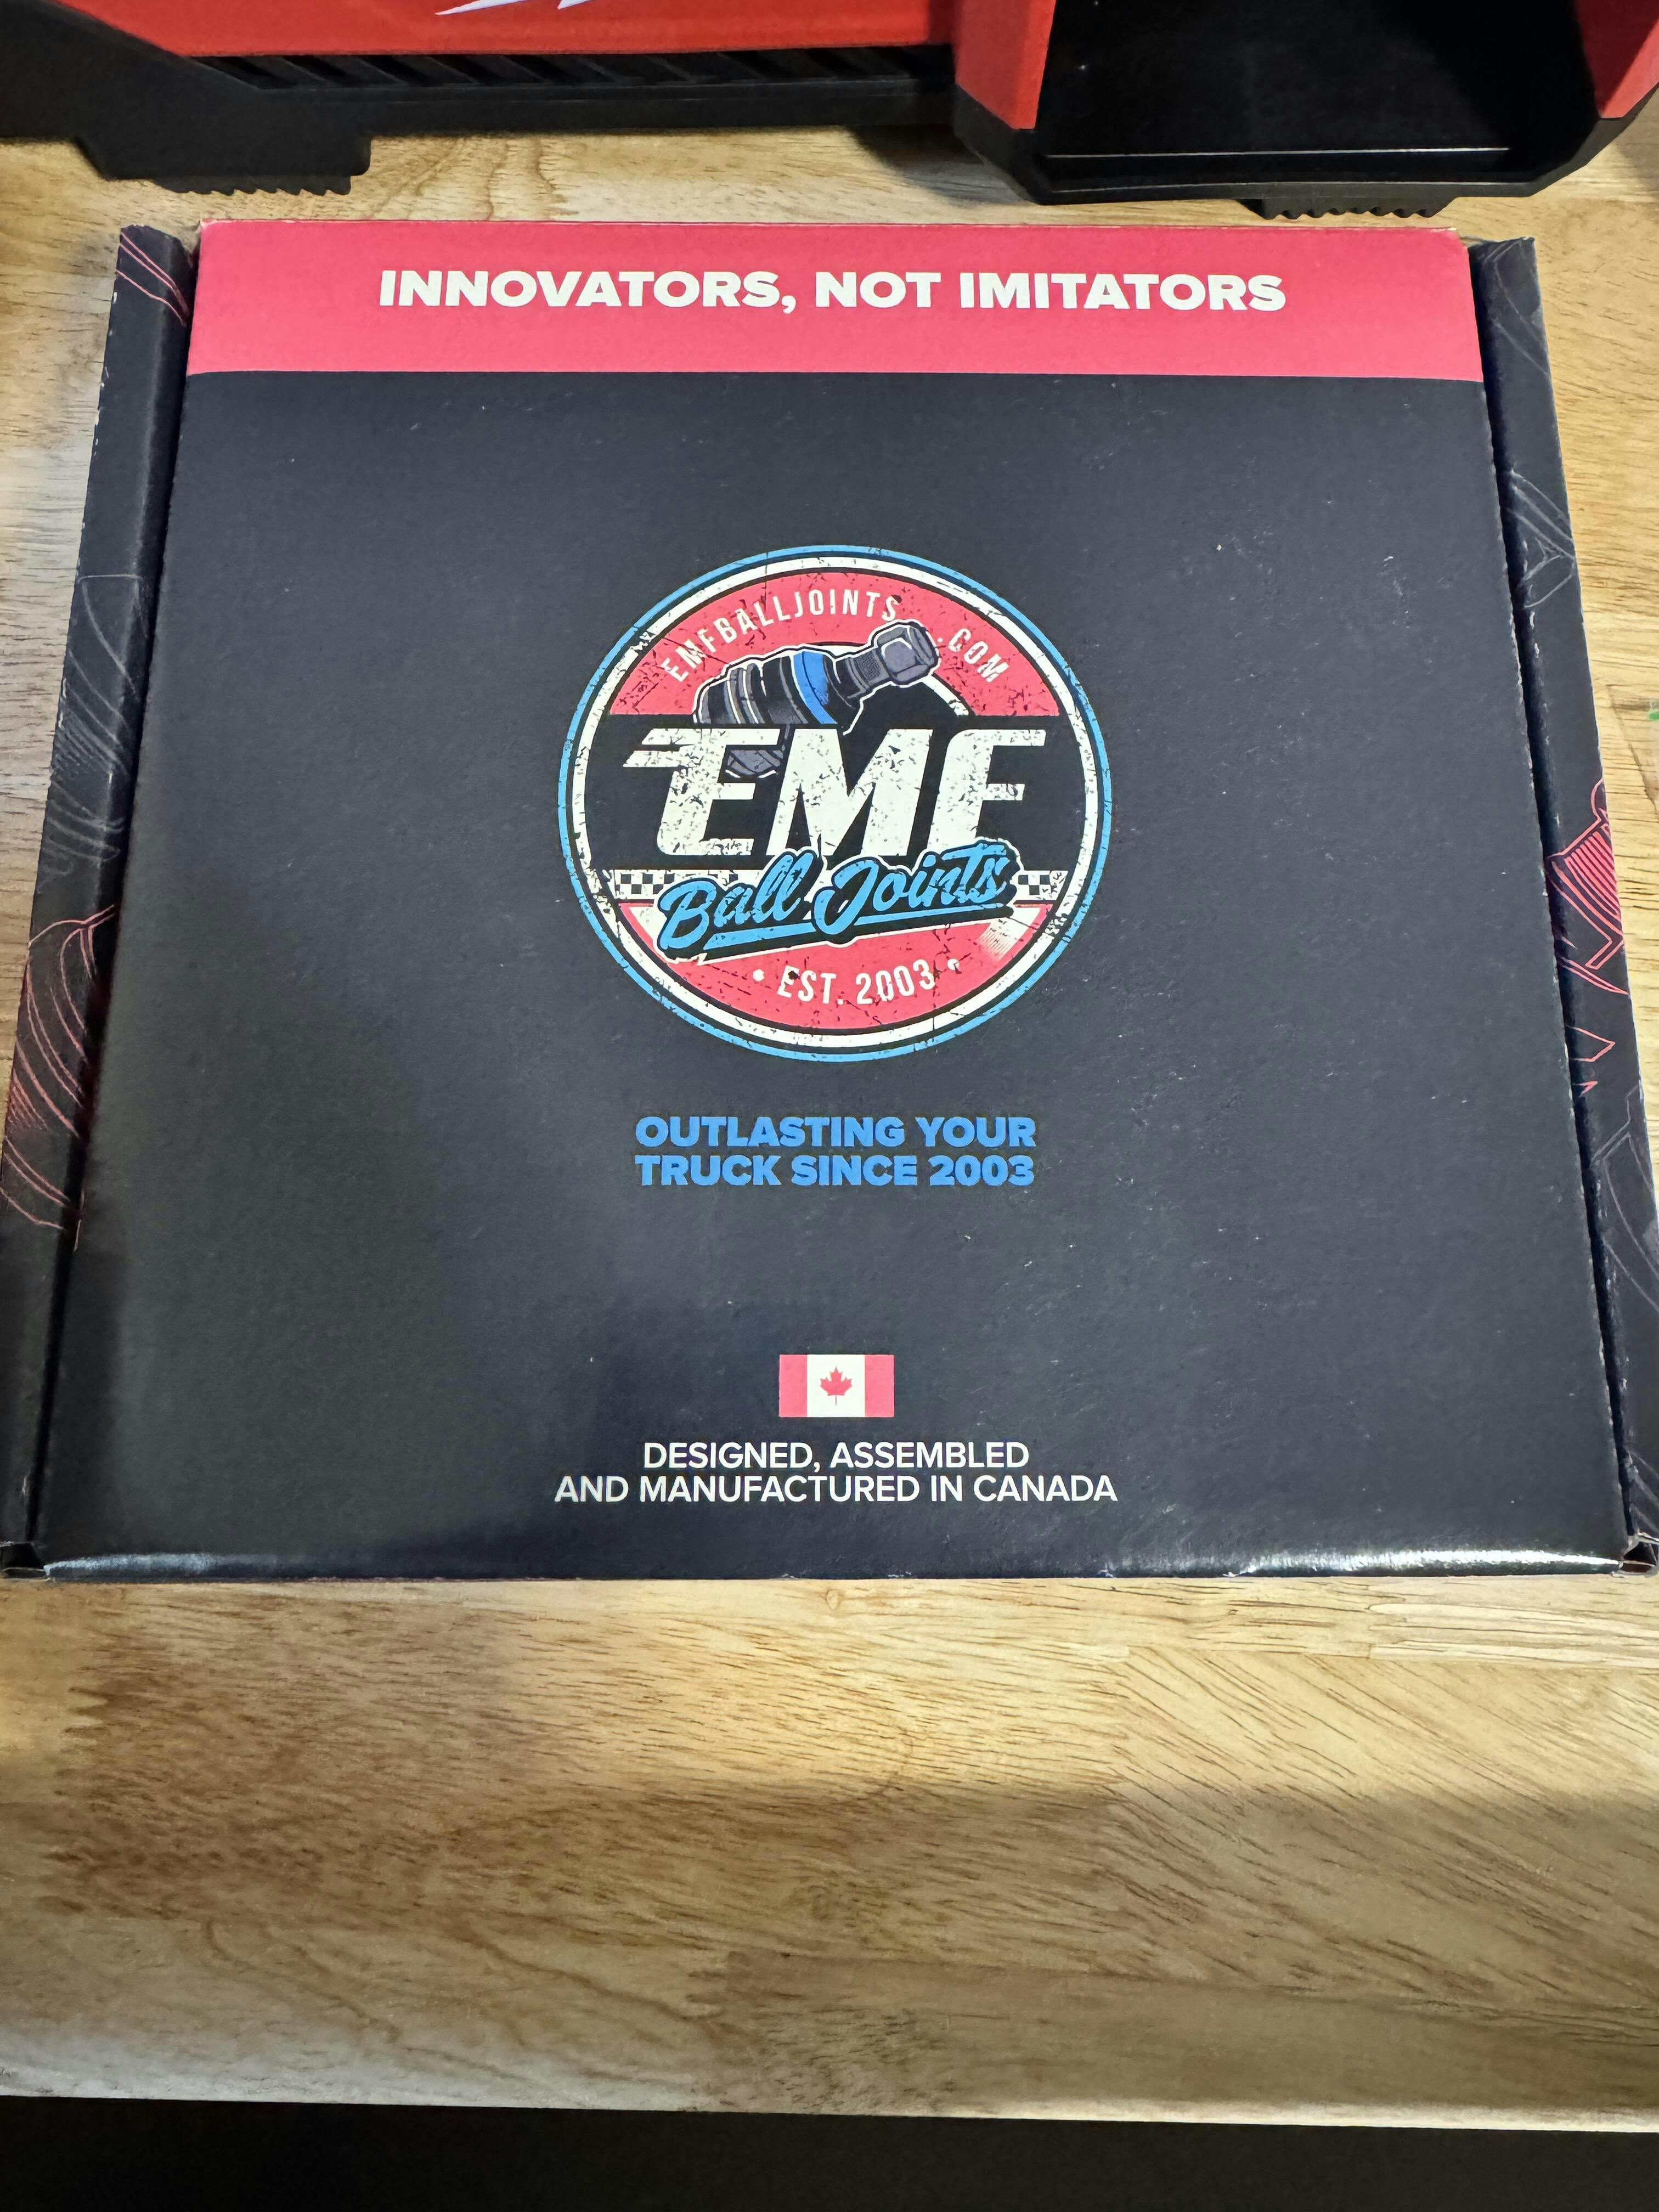 INNOVATORS, NOT IMITATORS
EMFBALLJOINTS.COM
EMF
Ball Joints
• EST. 2003 •
OUTLASTING YOUR
TRUCK SINCE 2003
DESIGNED, ASSEMBLED
AND MANUFACTURED IN CANADA